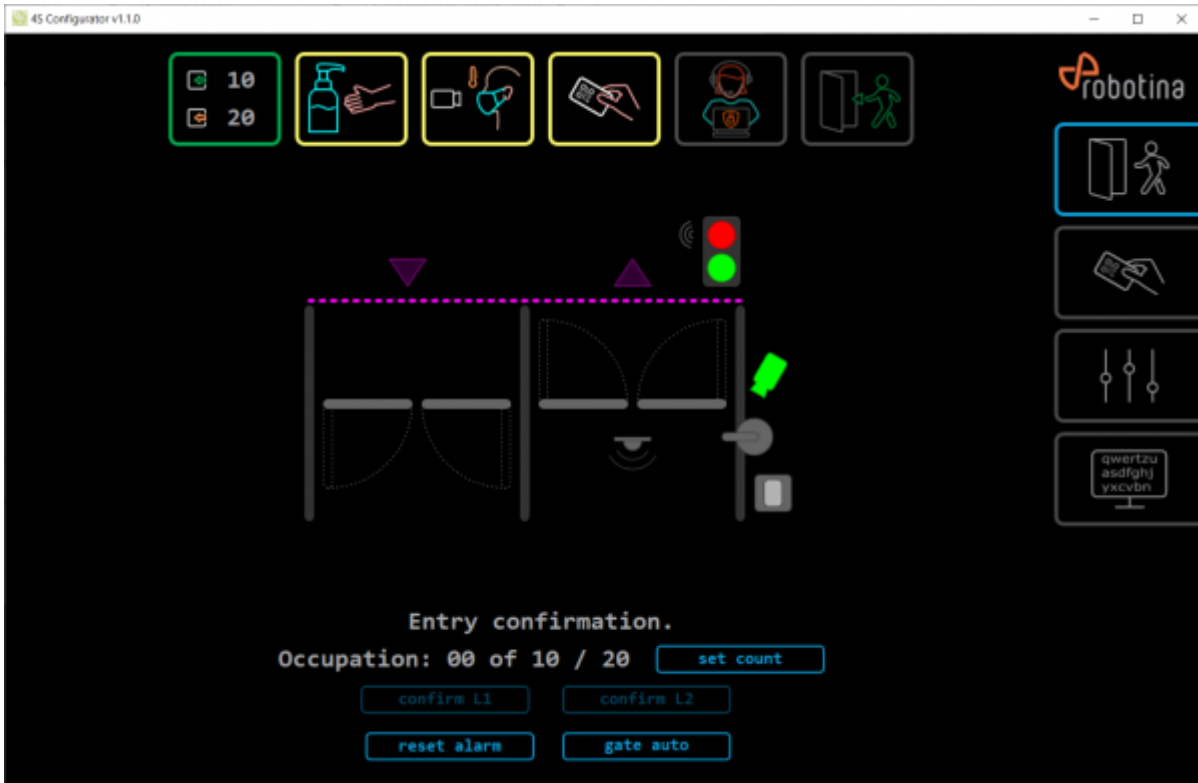 4S Configurator v1.1.0
10
20
robotina
qwertzu
asdfghj
yxcvbn
Entry confirmation.
Occupation: 00 of 10 / 20 set count
confirm L1 confirm L2
reset alarm gate auto